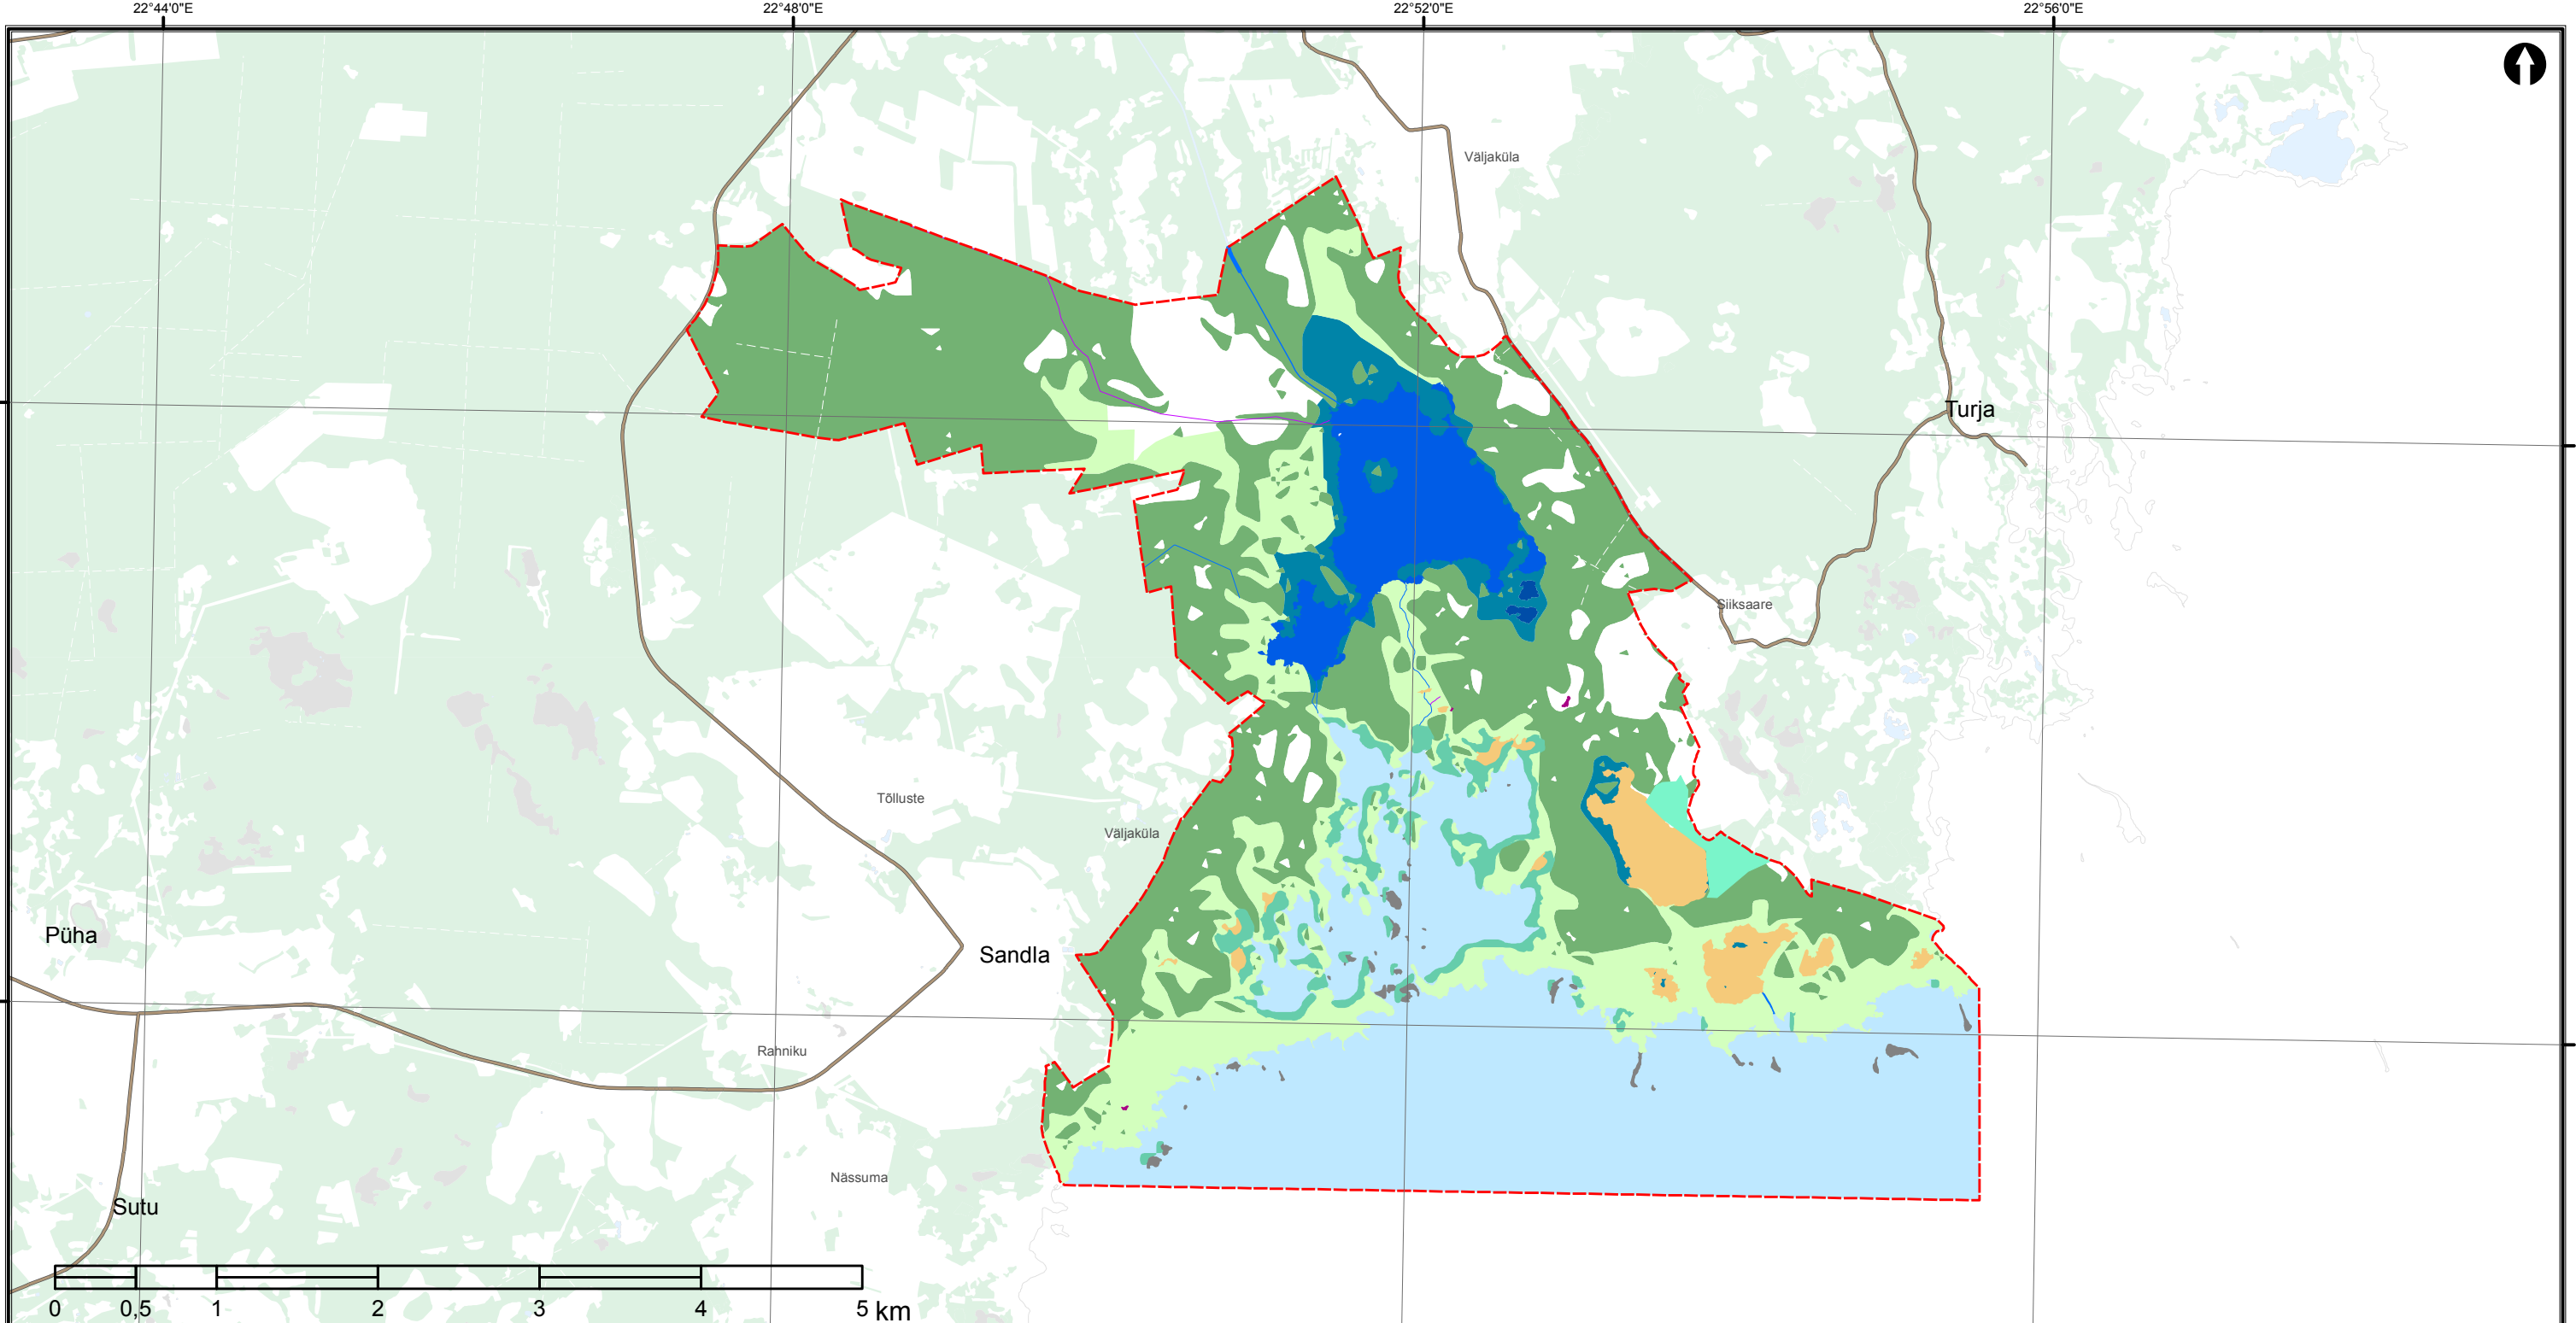 22°44'0"E 22°48'0"E 22°52'0"E 22°56'0"E
Väljaküla
Turja
Siiksaare
Tõlluste
Väljaküla
Püha
Sandla
Rahniku
Nässuma
Sutu
0 0,5 1 2 3 4 5 km